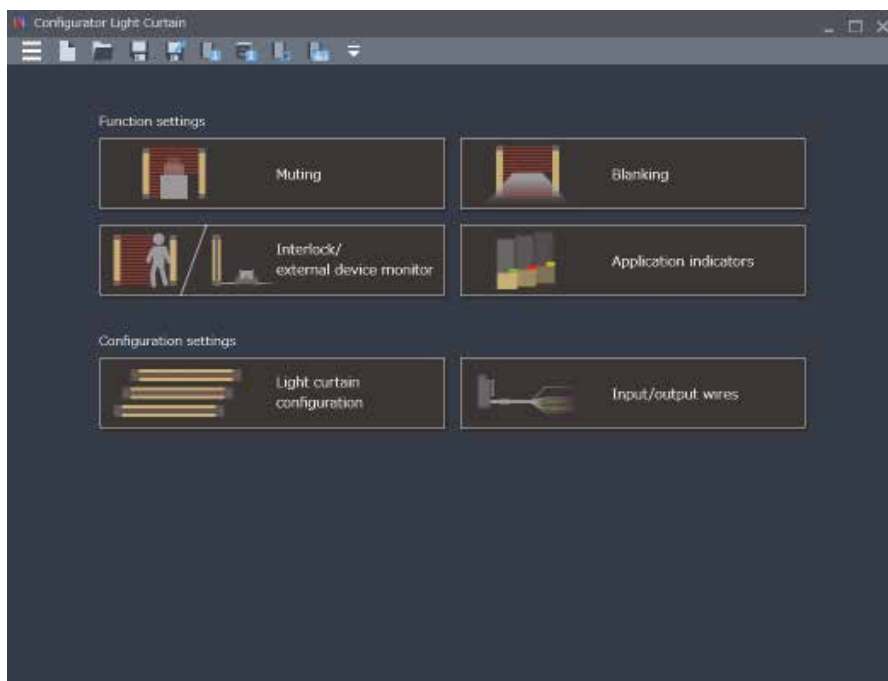 Configurator Light Curtain
Function settings
Muting
Blanking
Interlock/
external device monitor
Application indicators
Configuration settings
Light curtain
configuration
Input/output wires